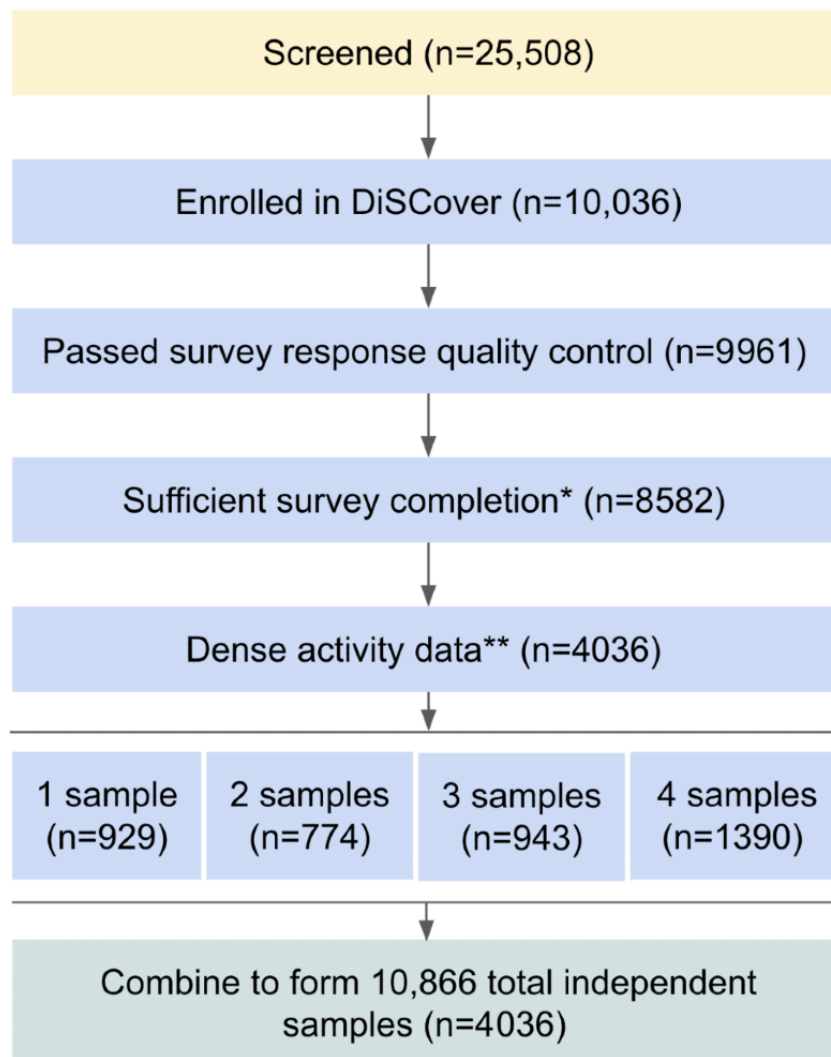 Screened (n=25,508)
Enrolled in DiSCover (n=10,036)
Passed survey response quality control (n=9961)
Sufficient survey completion* (n=8582)
Dense activity data** (n=4036)
1 sample
(n=929)
2 samples
(n=774)
3 samples
(n=943)
4 samples
(n=1390)
Combine to form 10,866 total independent
samples (n=4036)